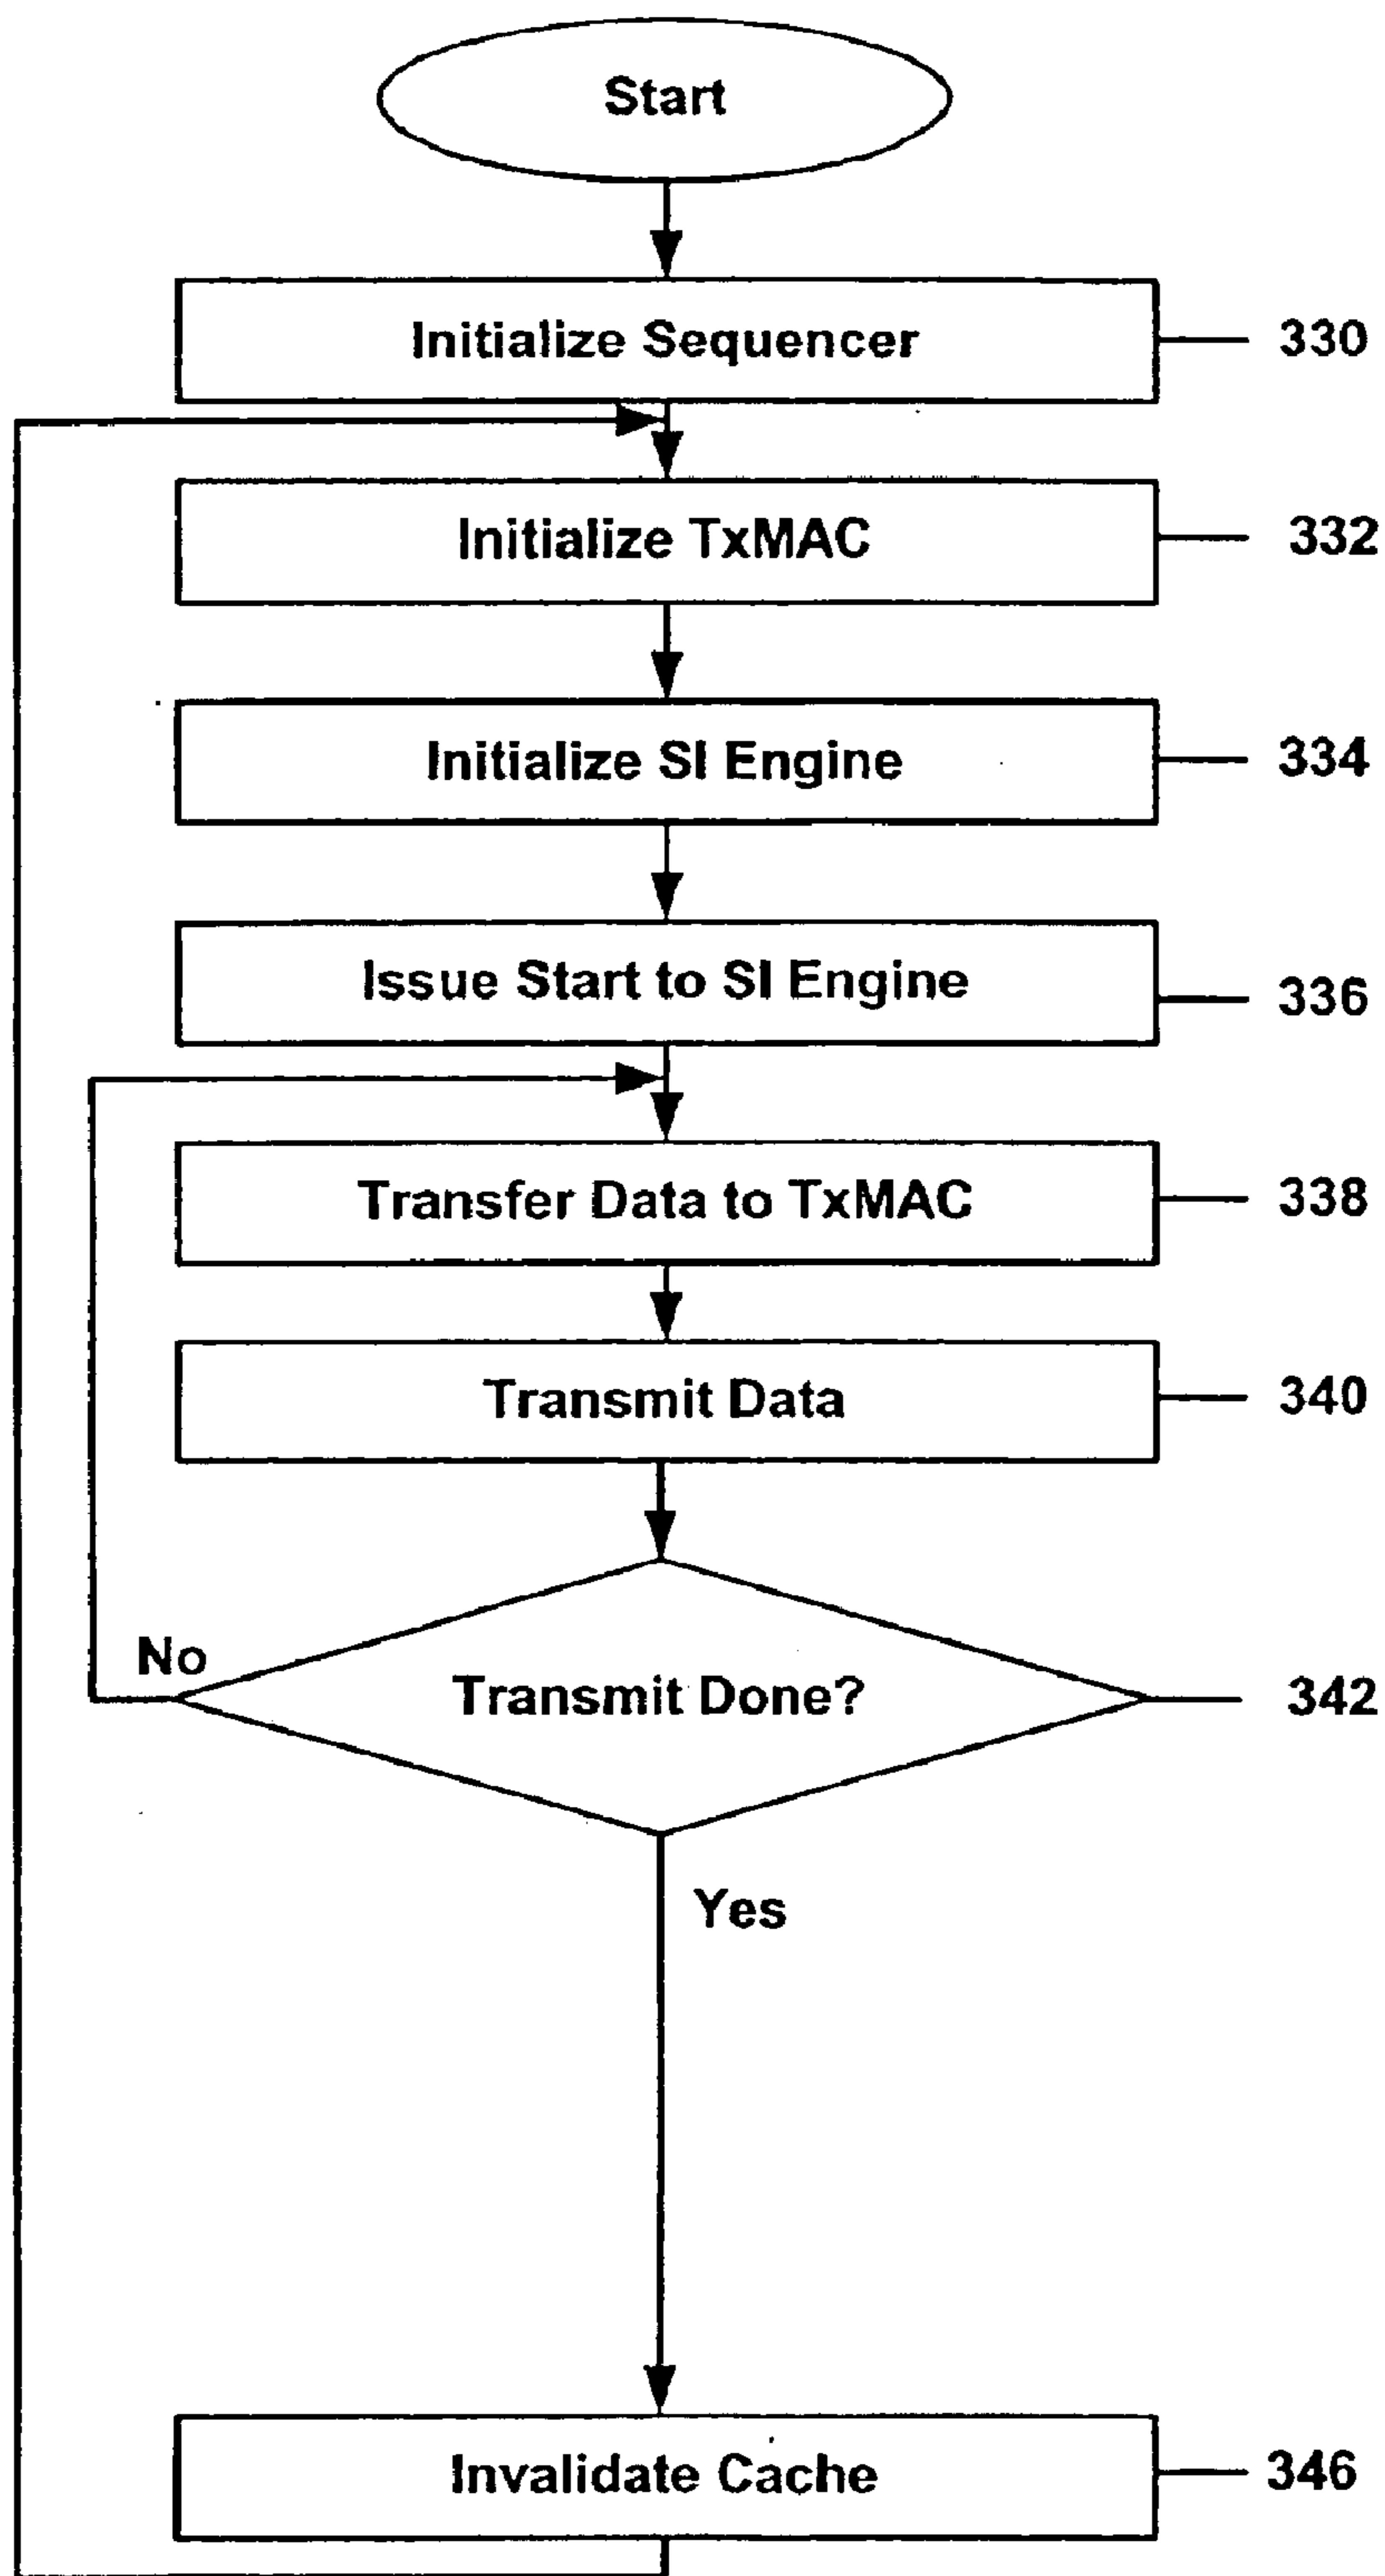 Start
Initialize Sequencer
330
Initialize TxMAC
332
Initialize SI Engine
334
Issue Start to SI Engine
336
Transfer Data to TxMAC
338
Transmit Data
340
No
Transmit Done?
342
Yes
Invalidate Cache
346